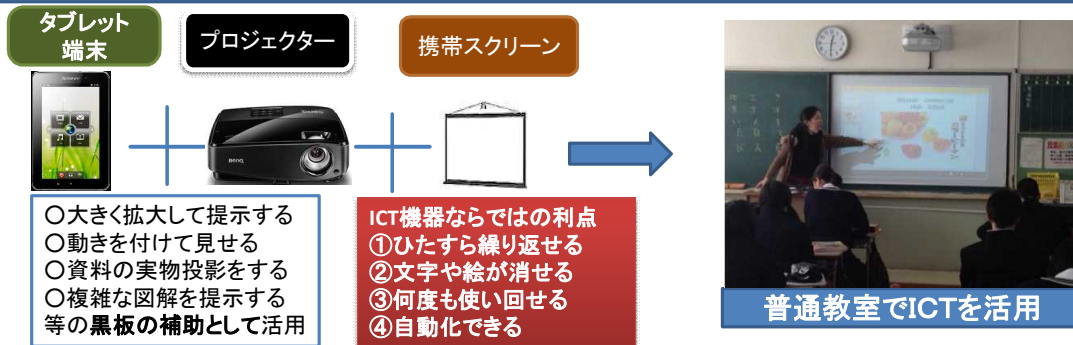 タブレット
端末
プロジェクター
携帯スクリーン
BenQ
〇大きく拡大して提示する
〇動きを付けて見せる
〇資料の実物投影をする
〇複雑な図解を提示する
等の黒板の補助として活用
ICT機器ならではの利点
①ひたすら繰り返せる
②文字や絵が消せる
③何度も使い回せる
④自動化できる
普通教室でICTを活用